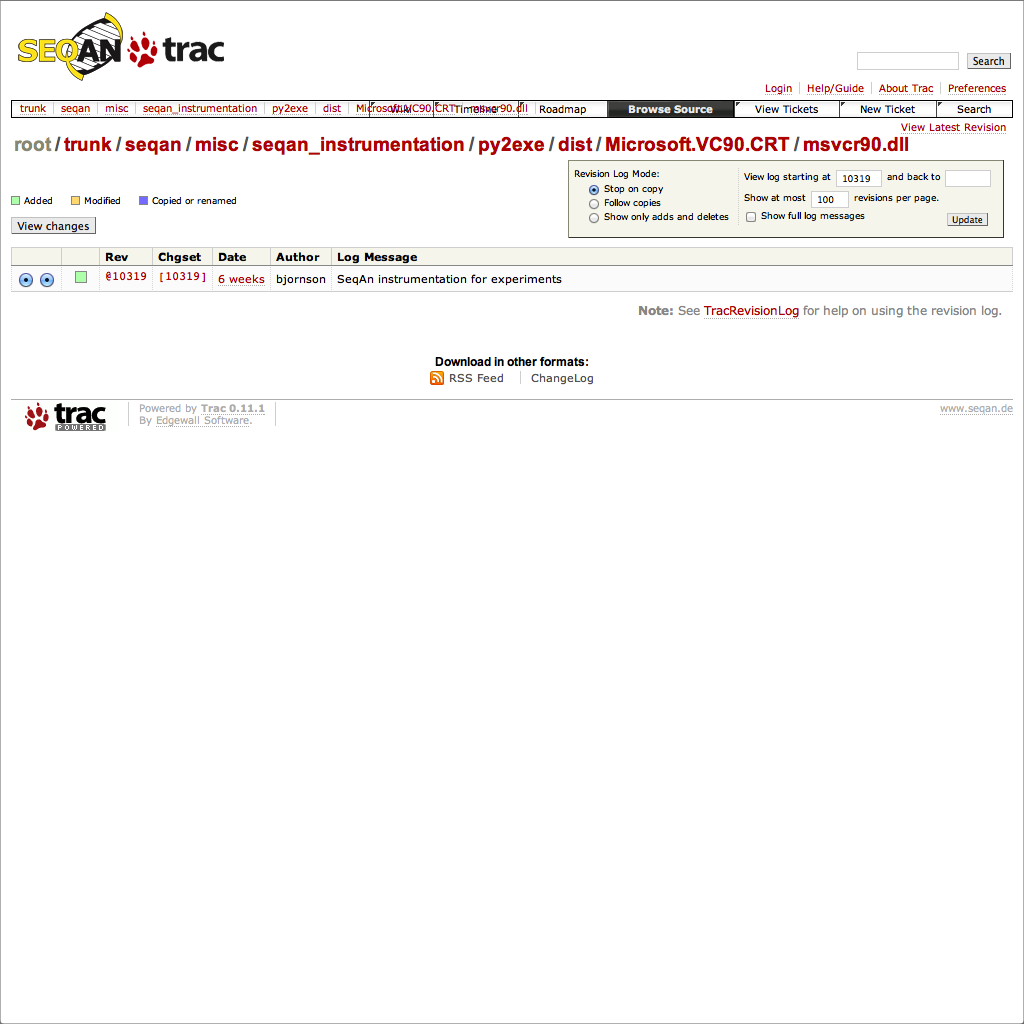 SEQAN trac
Search
Login Help/Guide About Trac Preferences
trunk seqan misc seqan_instrumentation py2exe dist Microsoft.VC90.CRT msvcr90.dll
Wiki Timeline Roadmap Browse Source View Tickets New Ticket Search
View Latest Revision
root / trunk / seqan / misc / seqan_instrumentation / py2exe / dist / Microsoft.VC90.CRT / msvcr90.dll
Revision Log Mode:
Stop on copy
Follow copies
Show only adds and deletes
View log starting at 10319 and back to
Show at most 100 revisions per page.
Show full log messages
Update
Added Modified Copied or renamed
View changes
Rev Chgset Date Author Log Message
@10319 [10319] 6 weeks bjornson SeqAn instrumentation for experiments
Note: See TracRevisionLog for help on using the revision log.
Download in other formats:
RSS Feed ChangeLog
trac POWERED
Powered by Trac 0.11.1
By Edgewall Software.
www.seqan.de